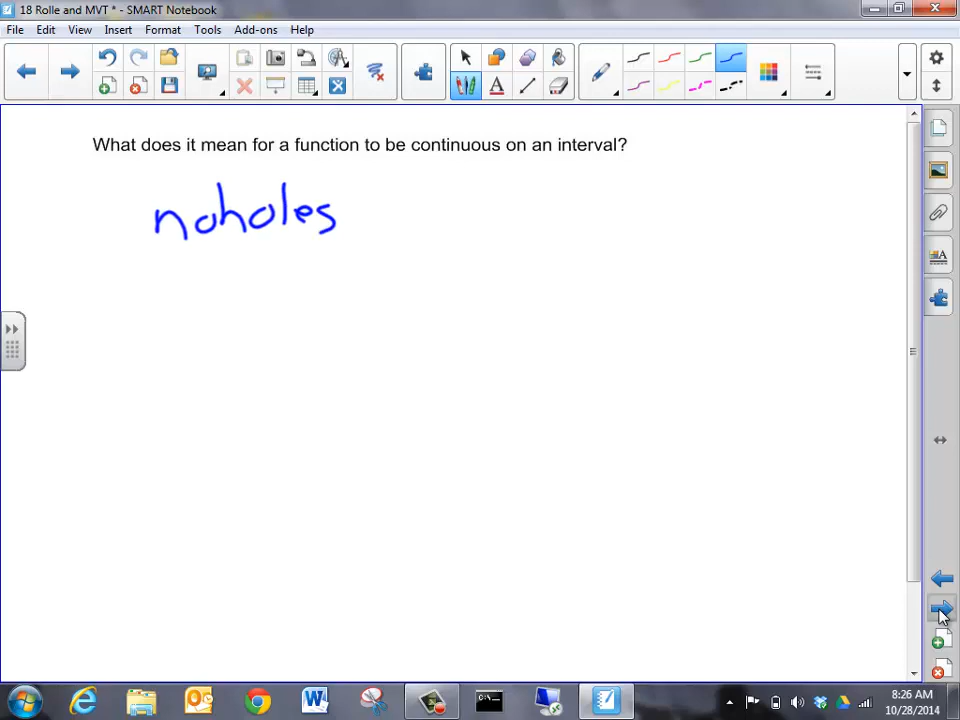 18 Rolle and MVT * - SMART Notebook
File Edit View Insert Format Tools Add-ons Help
What does it mean for a function to be continuous on an interval?
noholes
8:26 AM
10/28/2014